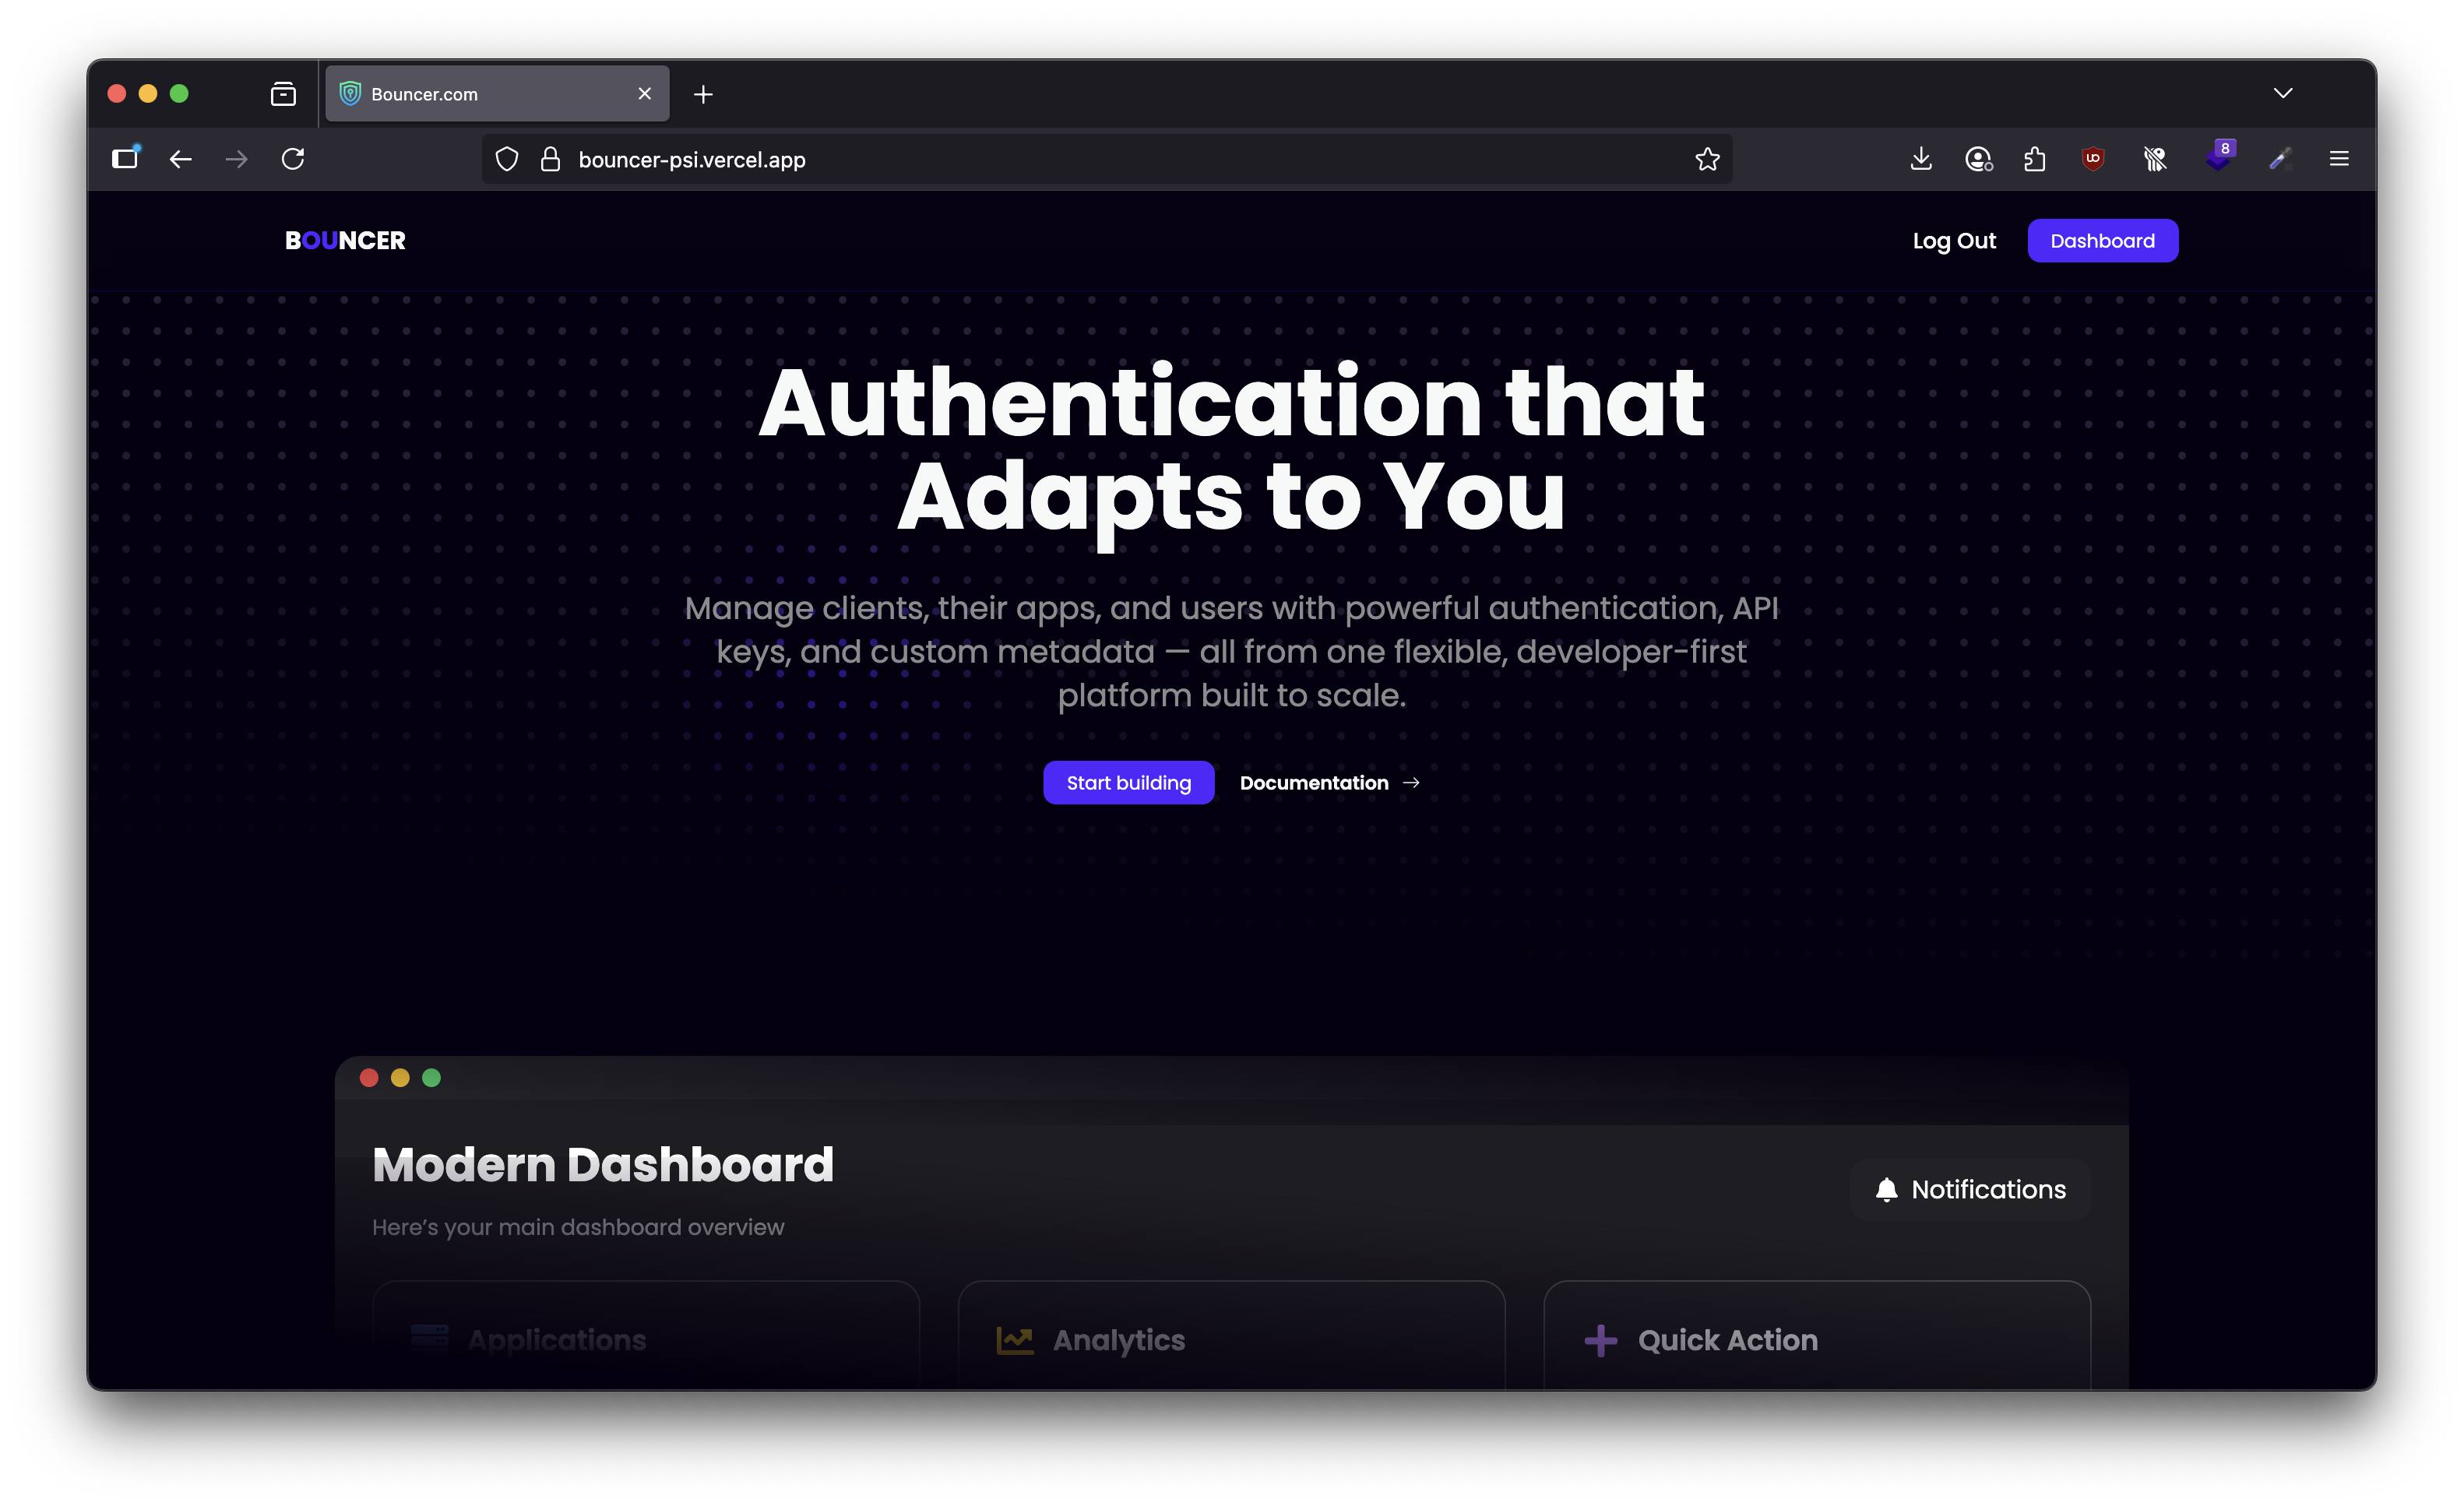 Bouncer.com
bouncer-psi.vercel.app
8
BOUNCER
Log Out
Dashboard
Authentication that
Adapts to You
Manage clients, their apps, and users with powerful authentication, API
keys, and custom metadata — all from one flexible, developer-first
platform built to scale.
Start building
Documentation →
Modern Dashboard
Notifications
Here’s your main dashboard overview
Applications
Analytics
Quick Action